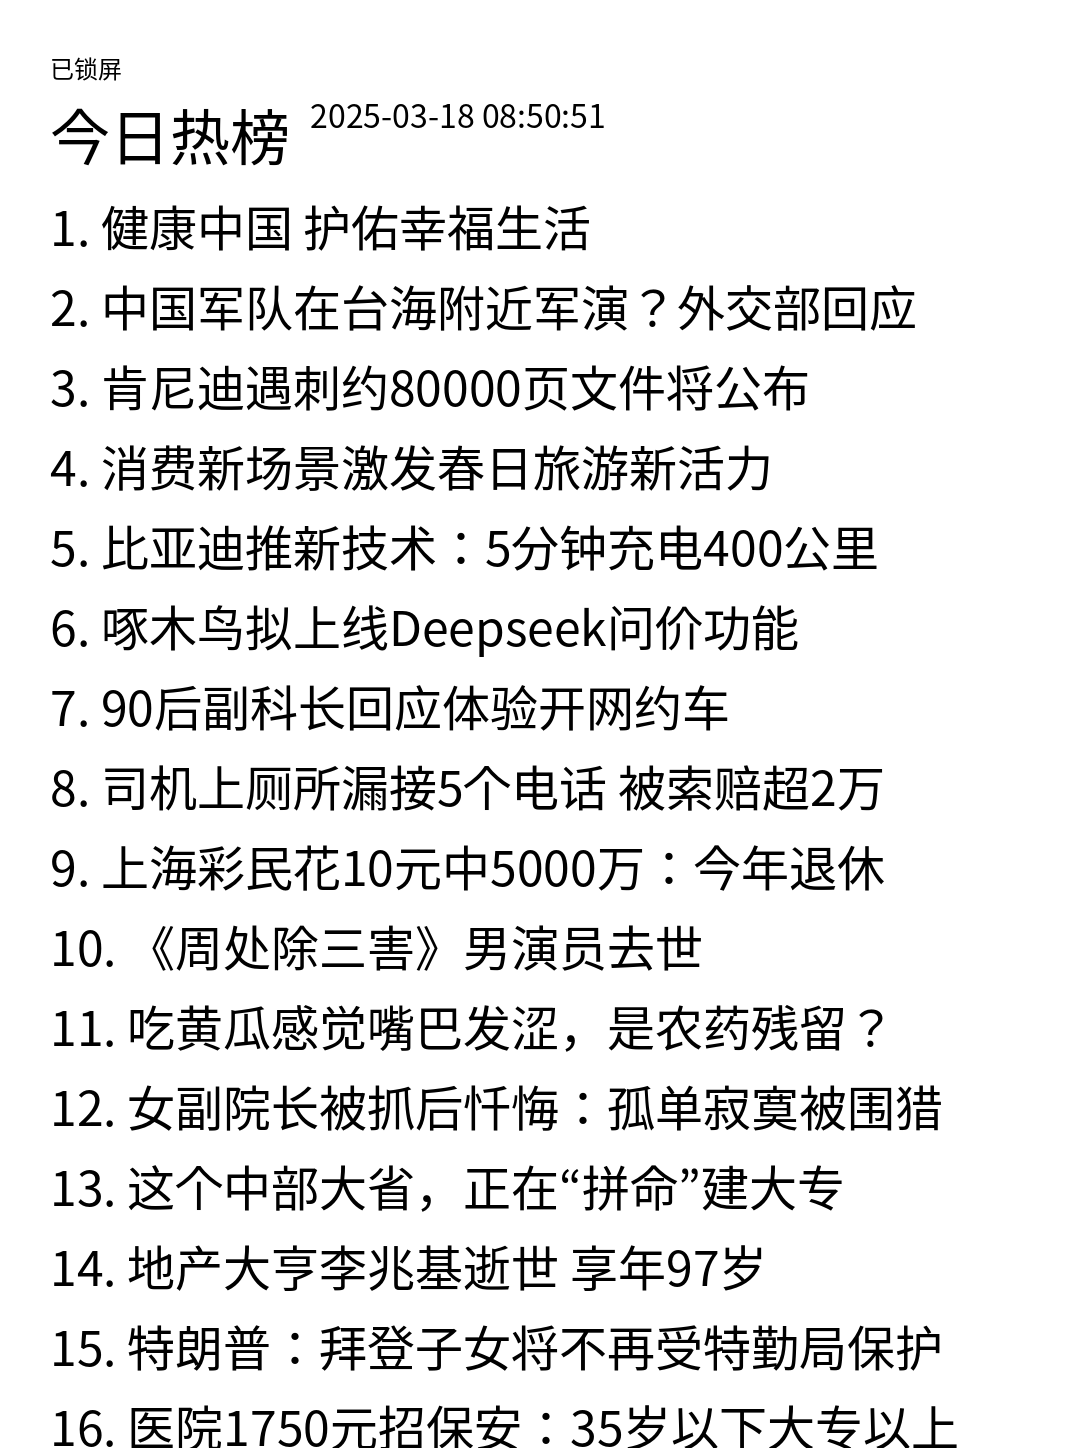 已锁屏
今日热榜 2025-03-18 08:50:51
1. 健康中国 护佑幸福生活
2. 中国军队在台海附近军演？外交部回应
3. 肯尼迪遇刺约80000页文件将公布
4. 消费新场景激发春日旅游新活力
5. 比亚迪推新技术：5分钟充电400公里
6. 啄木鸟拟上线Deepseek问价功能
7. 90后副科长回应体验开网约车
8. 司机上厕所漏接5个电话 被索赔超2万
9. 上海彩民花10元中5000万：今年退休
10. 《周处除三害》男演员去世
11. 吃黄瓜感觉嘴巴发涩，是农药残留？
12. 女副院长被抓后忏悔：孤单寂寞被围猎
13. 这个中部大省，正在“拼命”建大专
14. 地产大亨李兆基逝世 享年97岁
15. 特朗普：拜登子女将不再受特勤局保护
16. 医院1750元招保安：35岁以下大专以上